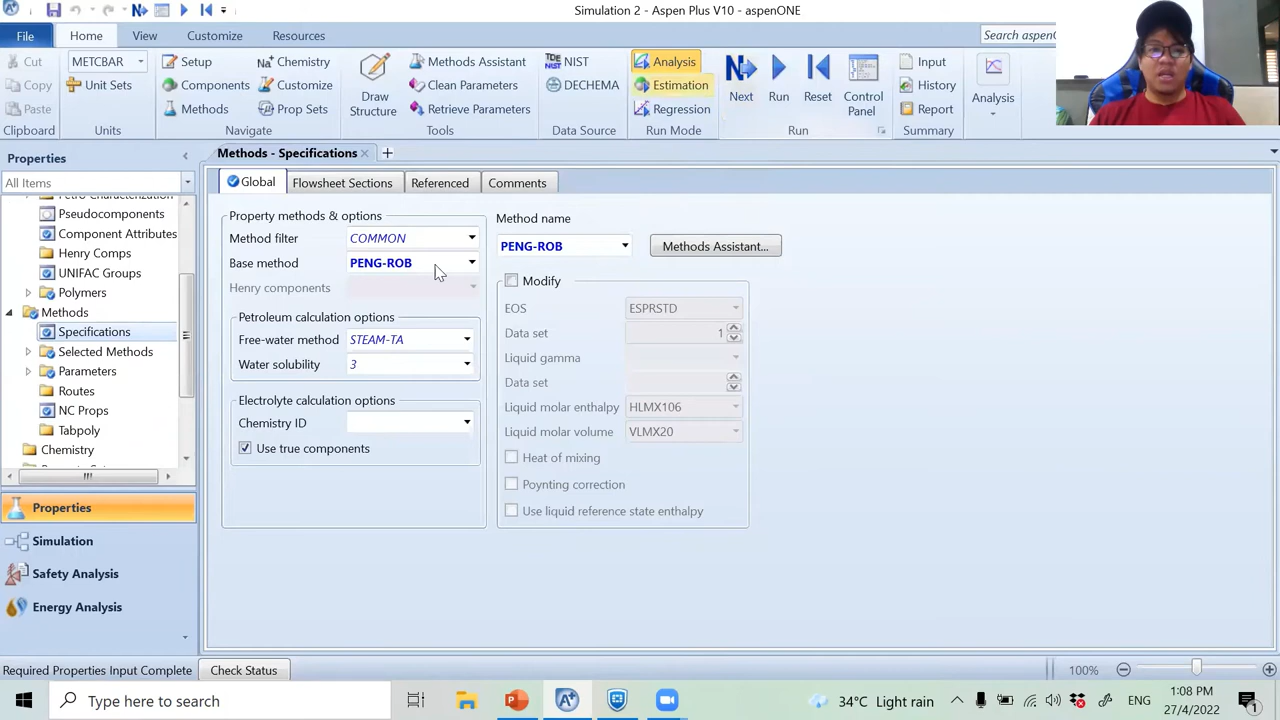 Simulation 2 - Aspen Plus V10 - aspenONE
File
Home
View
Customize
Resources
Search aspen
Cut
Copy
Paste
Clipboard
METCBAR
Unit Sets
Units
Setup
Components
Methods
Chemistry
Customize
Prop Sets
Navigate
Draw
Structure
Methods Assistant
Clean Parameters
Retrieve Parameters
Tools
NIST
DECHEMA
Data Source
Analysis
Estimation
Regression
Run Mode
Next
Run
Reset
Control
Panel
Run
Input
History
Report
Summary
Analysis
Properties
All Items
Pseudocomponents
Component Attributes
Henry Comps
UNIFAC Groups
Polymers
Methods
Specifications
Selected Methods
Parameters
Routes
NC Props
Tabpoly
Chemistry
Properties
Simulation
Safety Analysis
Energy Analysis
Methods - Specifications
Global
Flowsheet Sections
Referenced
Comments
Property methods & options
Method filter
COMMON
Base method
PENG-ROB
Henry components
Petroleum calculation options
Free-water method
STEAM-TA
Water solubility
3
Electrolyte calculation options
Chemistry ID
Use true components
Method name
PENG-ROB
Methods Assistant...
Modify
EOS
ESPRSTD
Data set
1
Liquid gamma
Data set
Liquid molar enthalpy
HLMX106
Liquid molar volume
VLMX20
Heat of mixing
Poynting correction
Use liquid reference state enthalpy
Required Properties Input Complete
Check Status
100%
Type here to search
34°C Light rain
ENG
1:08 PM
27/4/2022
1